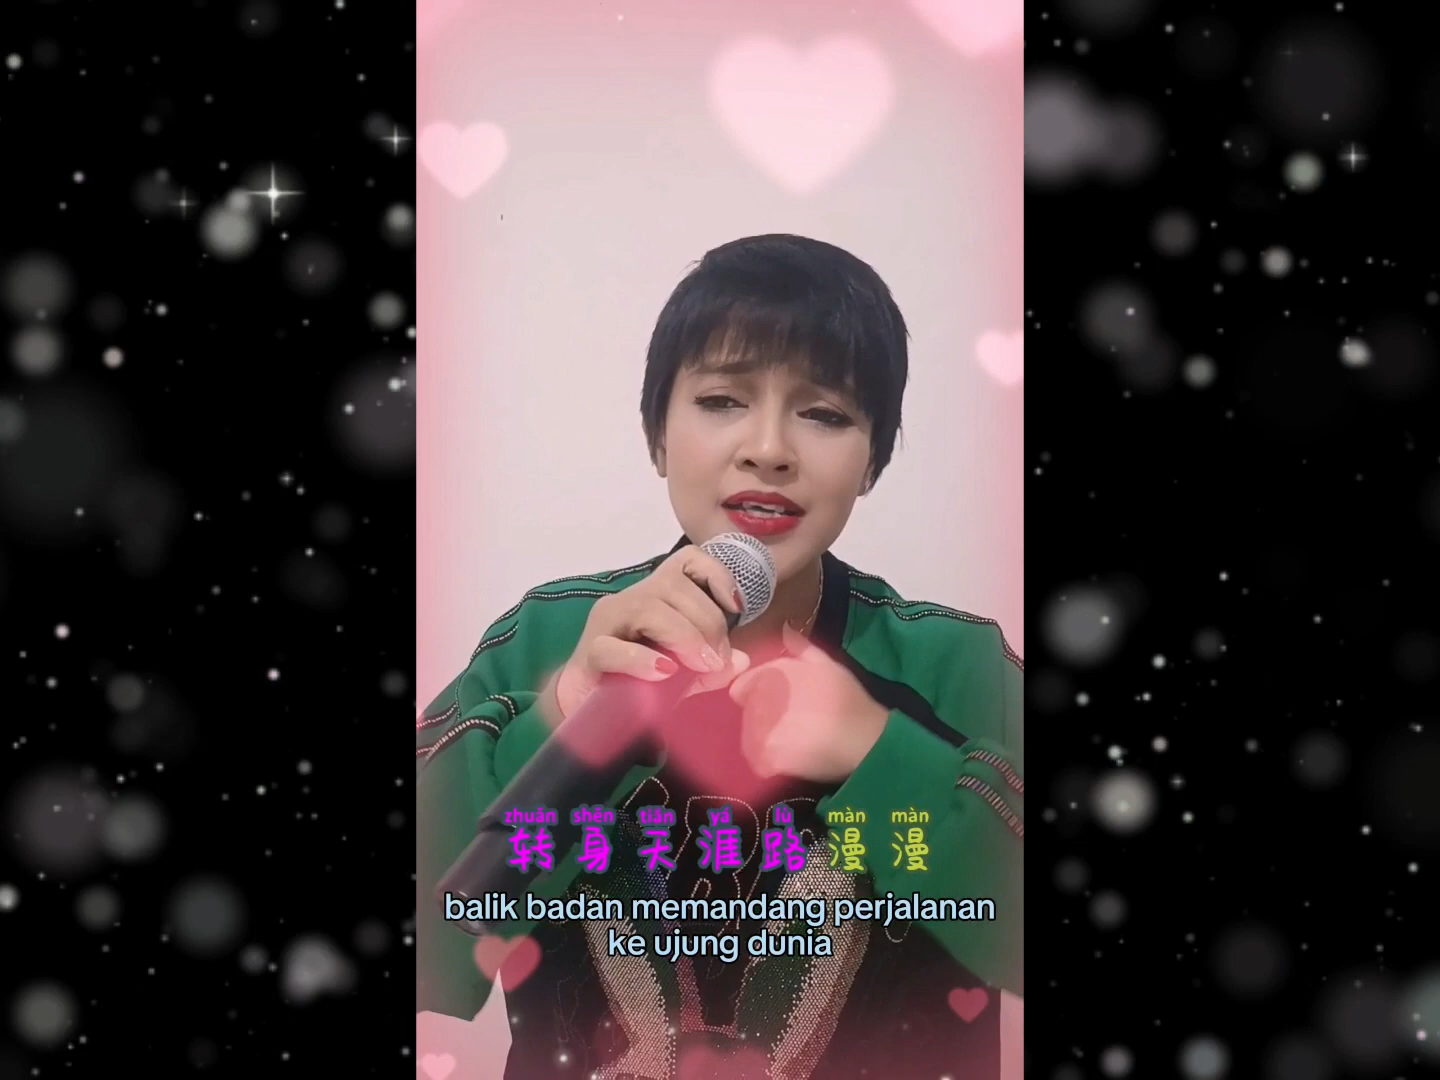 zhuǎn shēn tiān yá lù màn màn
转身天涯路漫漫
balik badan memandang perjalanan
ke ujung dunia